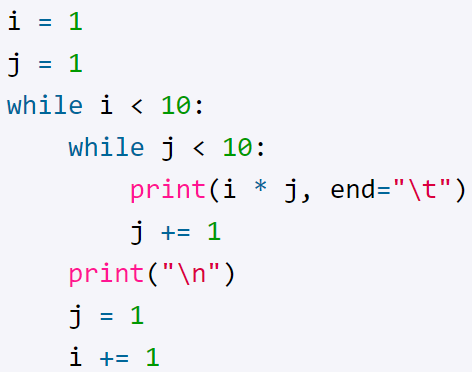 i = 1
j = 1
while i < 10:
    while j < 10:
        print(i * j, end="\t")
        j += 1
    print("\n")
    j = 1
    i += 1